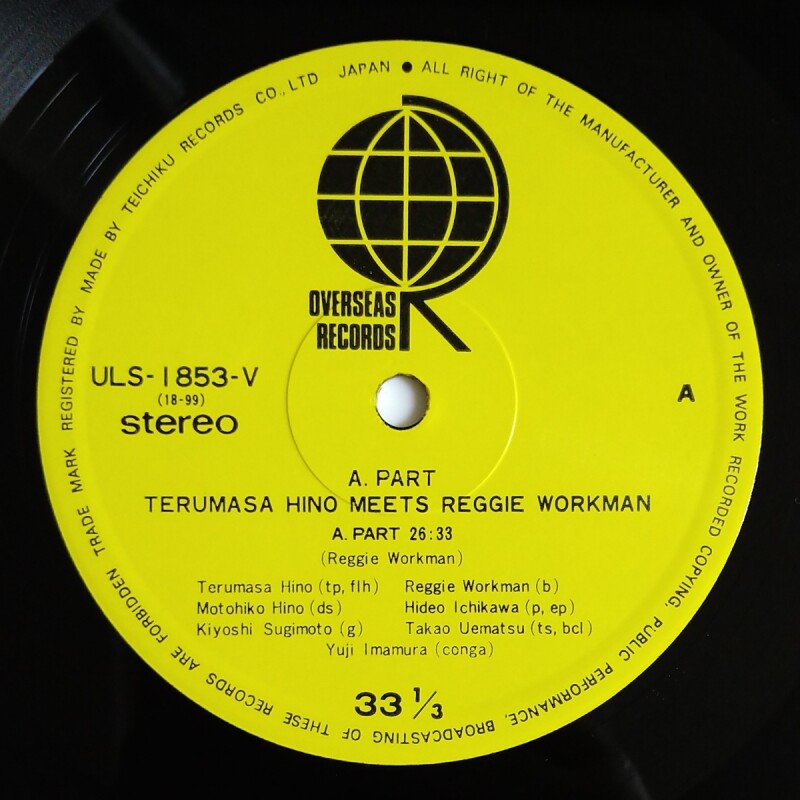 TRADE MARK REGISTERED BY MADE BY TEICHIKU RECORDS CO., LTD JAPAN ● ALL RIGHT OF THE MANUFACTURER AND OWNER OF THE WORK RECORDED COPYING, PUBLIC PERFORMANCE, BROADCASTING OF THESE RECORDS ARE FORBIDDEN
R
OVERSEAS
RECORDS
ULS-1853-V
(18-99)
stereo
A
A. PART
TERUMASA HINO MEETS REGGIE WORKMAN
A. PART 26:33
(Reggie Workman)
Terumasa Hino (tp, flh) Reggie Workman (b)
Motohiko Hino (ds) Hideo Ichikawa (p, ep)
Kiyoshi Sugimoto (g) Takao Uematsu (ts, bcl)
Yuji Imamura (conga)
33 1/3